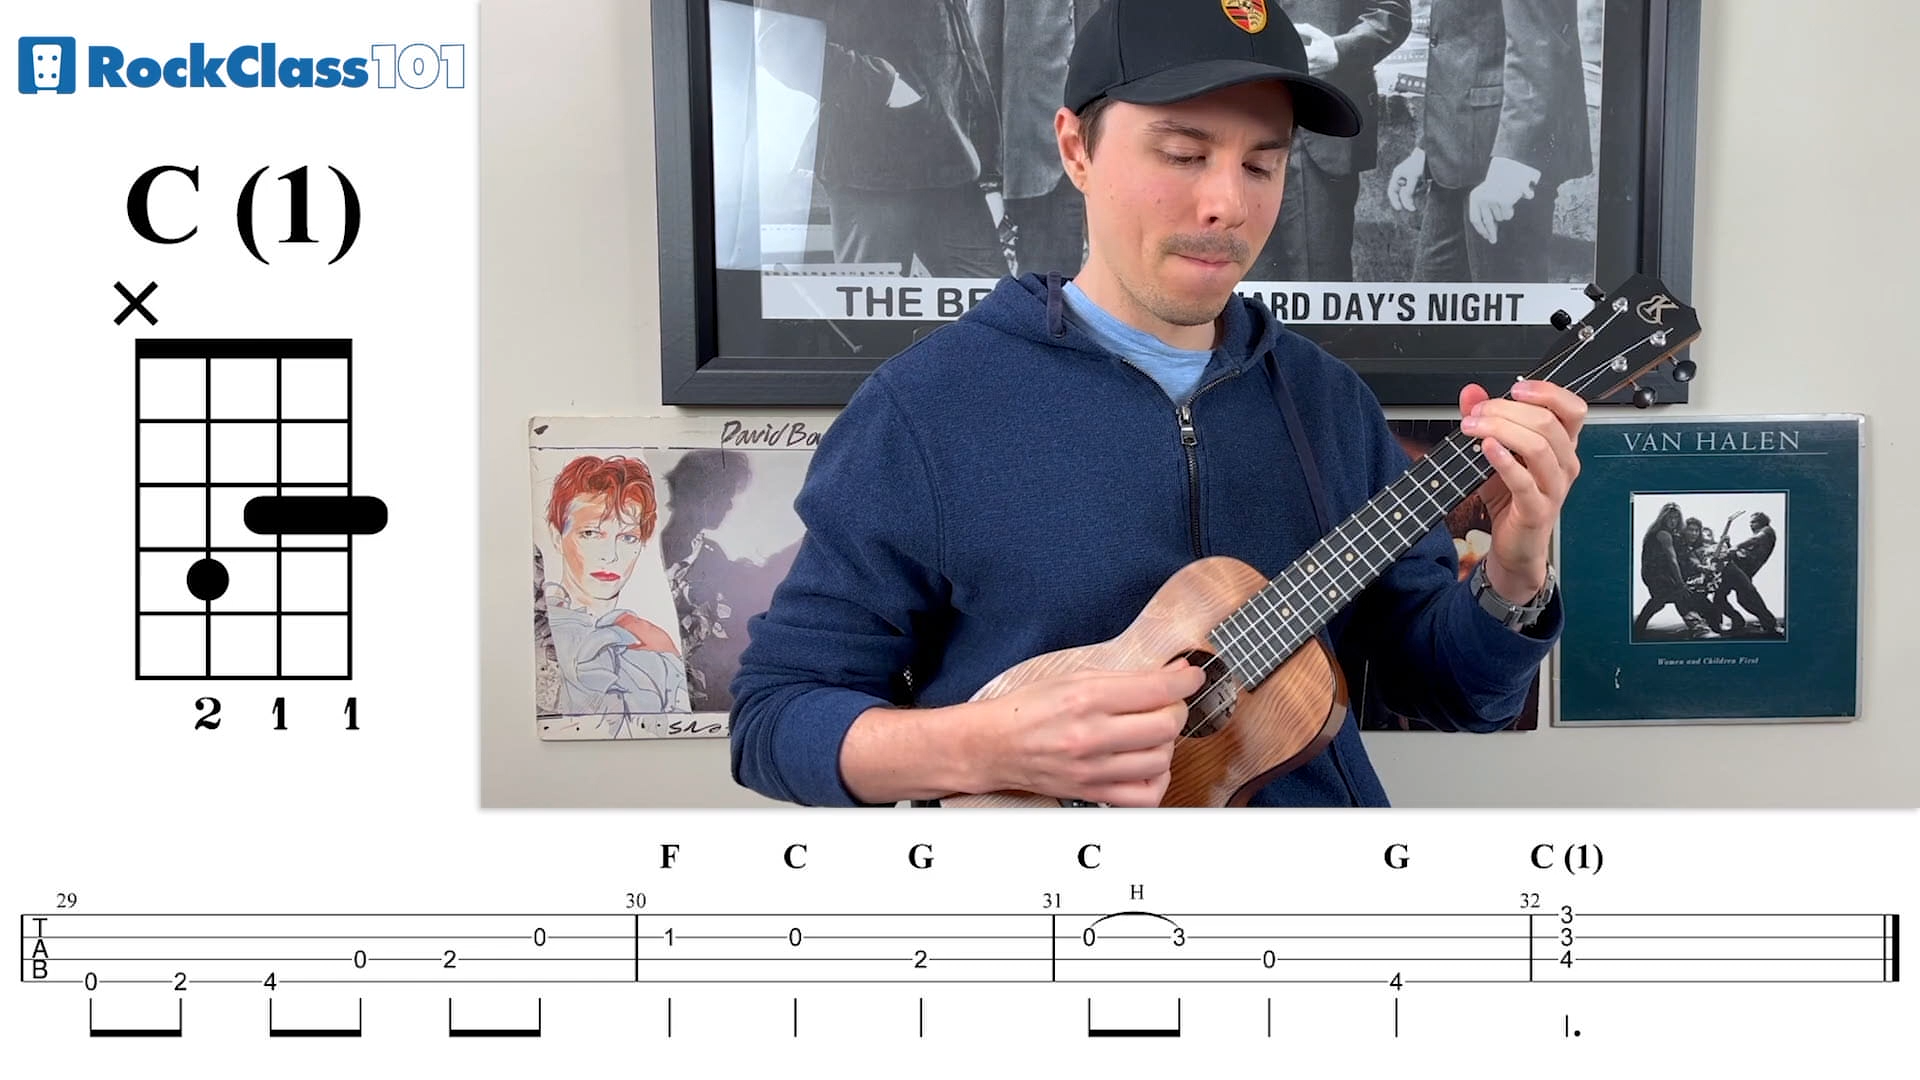 RockClass101
C (1)
×
2 1 1
THE BE ARD DAY'S NIGHT
David Bo
VAN HALEN
Women and Children First
F C G C G C (1)
29 30 31 H 32
T
A
B
3
1 0 0 3 3
0
0 2 2 0 4
0 2 4 4